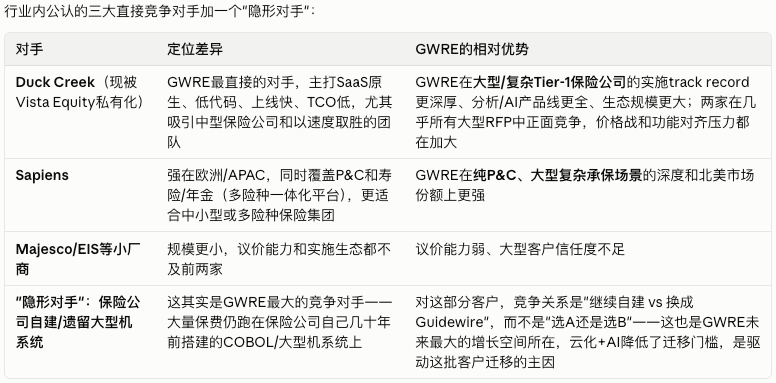 行业内公认的三大直接竞争对手加一个"隐形对手"：
对手
定位差异
GWRE的相对优势
Duck Creek（现被
Vista Equity私有化）
GWRE最直接的对手，主打SaaS原
生、低代码、上线快、TCO低，尤其
吸引中型保险公司和以速度取胜的团
队
GWRE在大型/复杂Tier-1保险公司的实施track record
更深厚、分析/AI产品线更全、生态规模更大；两家在几
乎所有大型RFP中正面竞争，价格战和功能对齐压力都
在加大
Sapiens
强在欧洲/APAC，同时覆盖P&C和寿
险/年金（多险种一体化平台），更适
合中小型或多险种保险集团
GWRE在纯P&C、大型复杂承保场景的深度和北美市场
份额上更强
Majesco/EIS等小厂
商
规模更小，议价能力和实施生态都不
及前两家
议价能力弱、大型客户信任度不足
"隐形对手"：保险公
司自建/遗留大型机
系统
这其实是GWRE最大的竞争对手——
大量保费仍跑在保险公司自己几十年
前搭建的COBOL/大型机系统上
对这部分客户，竞争关系是"继续自建 vs 换成
Guidewire"，而不是"选A还是选B"——这也是GWRE未
来最大的增长空间所在，云化+AI降低了迁移门槛，是驱
动这批客户迁移的主因